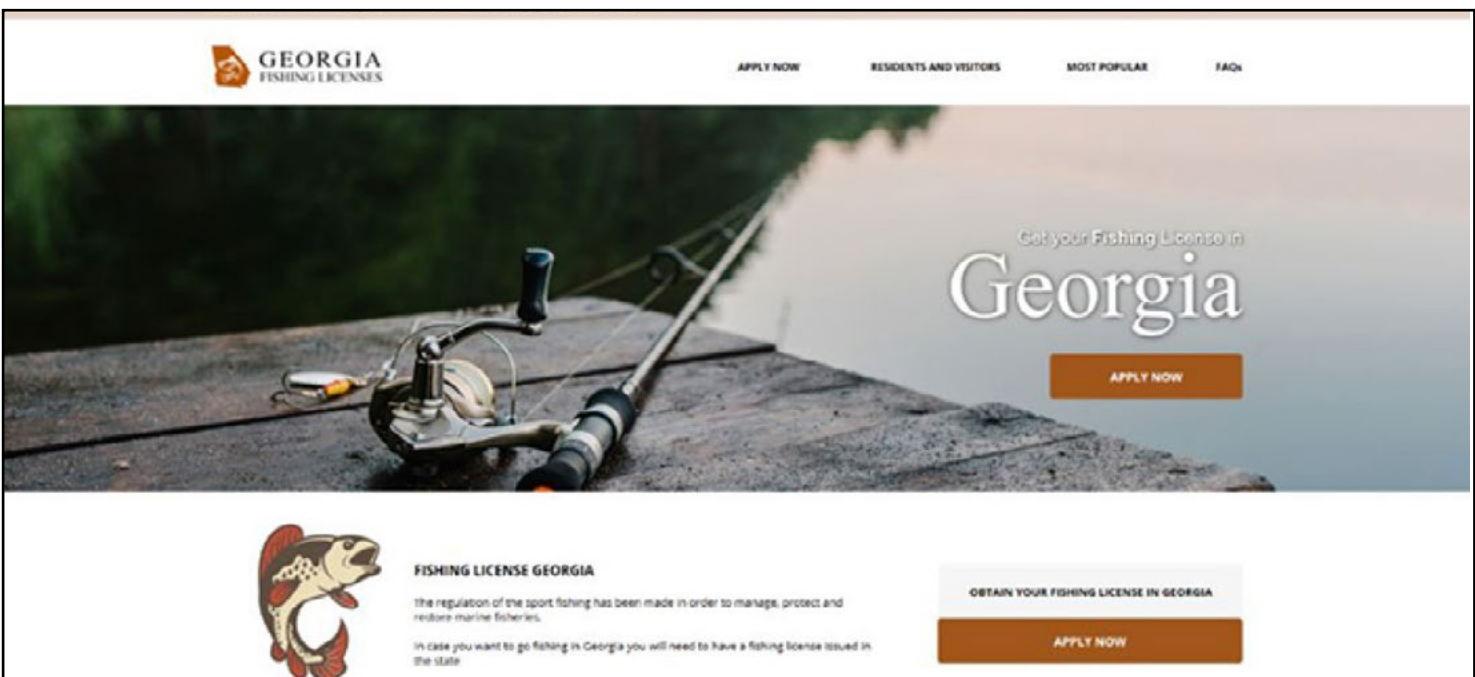 GEORGIA
FISHING LICENSES
APPLY NOW
RESIDENTS AND VISITORS
MOST POPULAR
FAQs
Get your Fishing License in
Georgia
APPLY NOW
FISHING LICENSE GEORGIA
The regulation of the sport fishing has been made in order to manage, protect and
restore marine fisheries.
In case you want to go fishing in Georgia you will need to have a fishing license issued in
the state
OBTAIN YOUR FISHING LICENSE IN GEORGIA
APPLY NOW